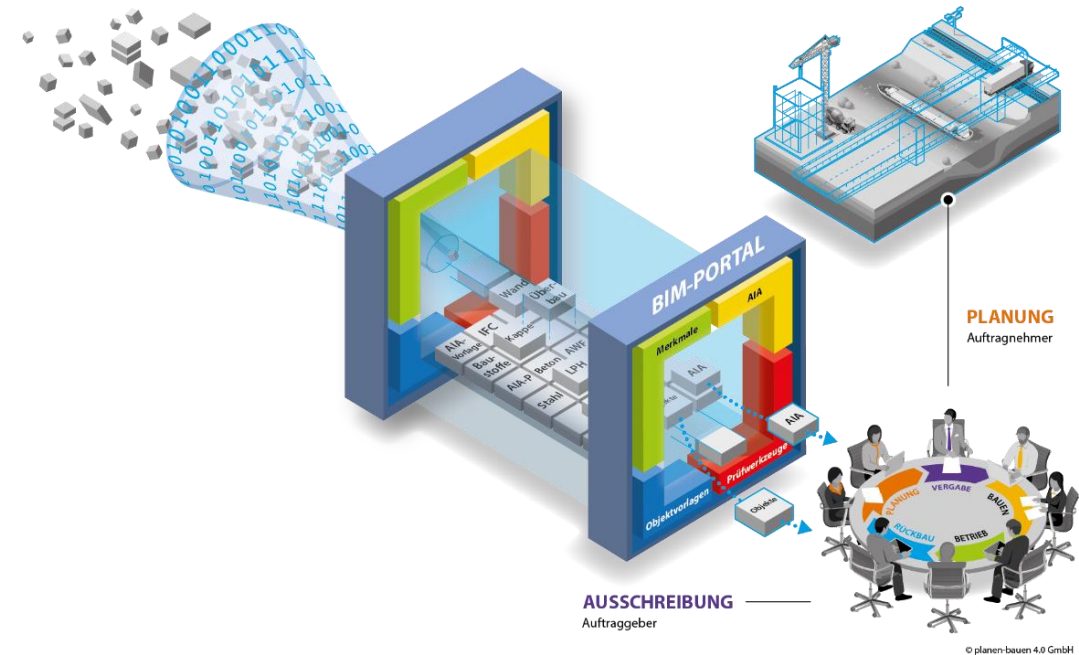 BIM-PORTAL
Merkmale
AIA
Wand
Über-
bau
IFC
Kappe
AIA-
Vorlage
Bau-
stoffe
AIA-P
Beton
AWF
LPH
Stahl
AIA
AIA
Objekte
Prüfwerkzeuge
Objektvorlagen
PLANUNG
Auftragnehmer
PLANUNG
VERGABE
BAUEN
BETRIEB
RÜCKBAU
AUSSCHREIBUNG
Auftraggeber
© planen-bauen 4.0 GmbH